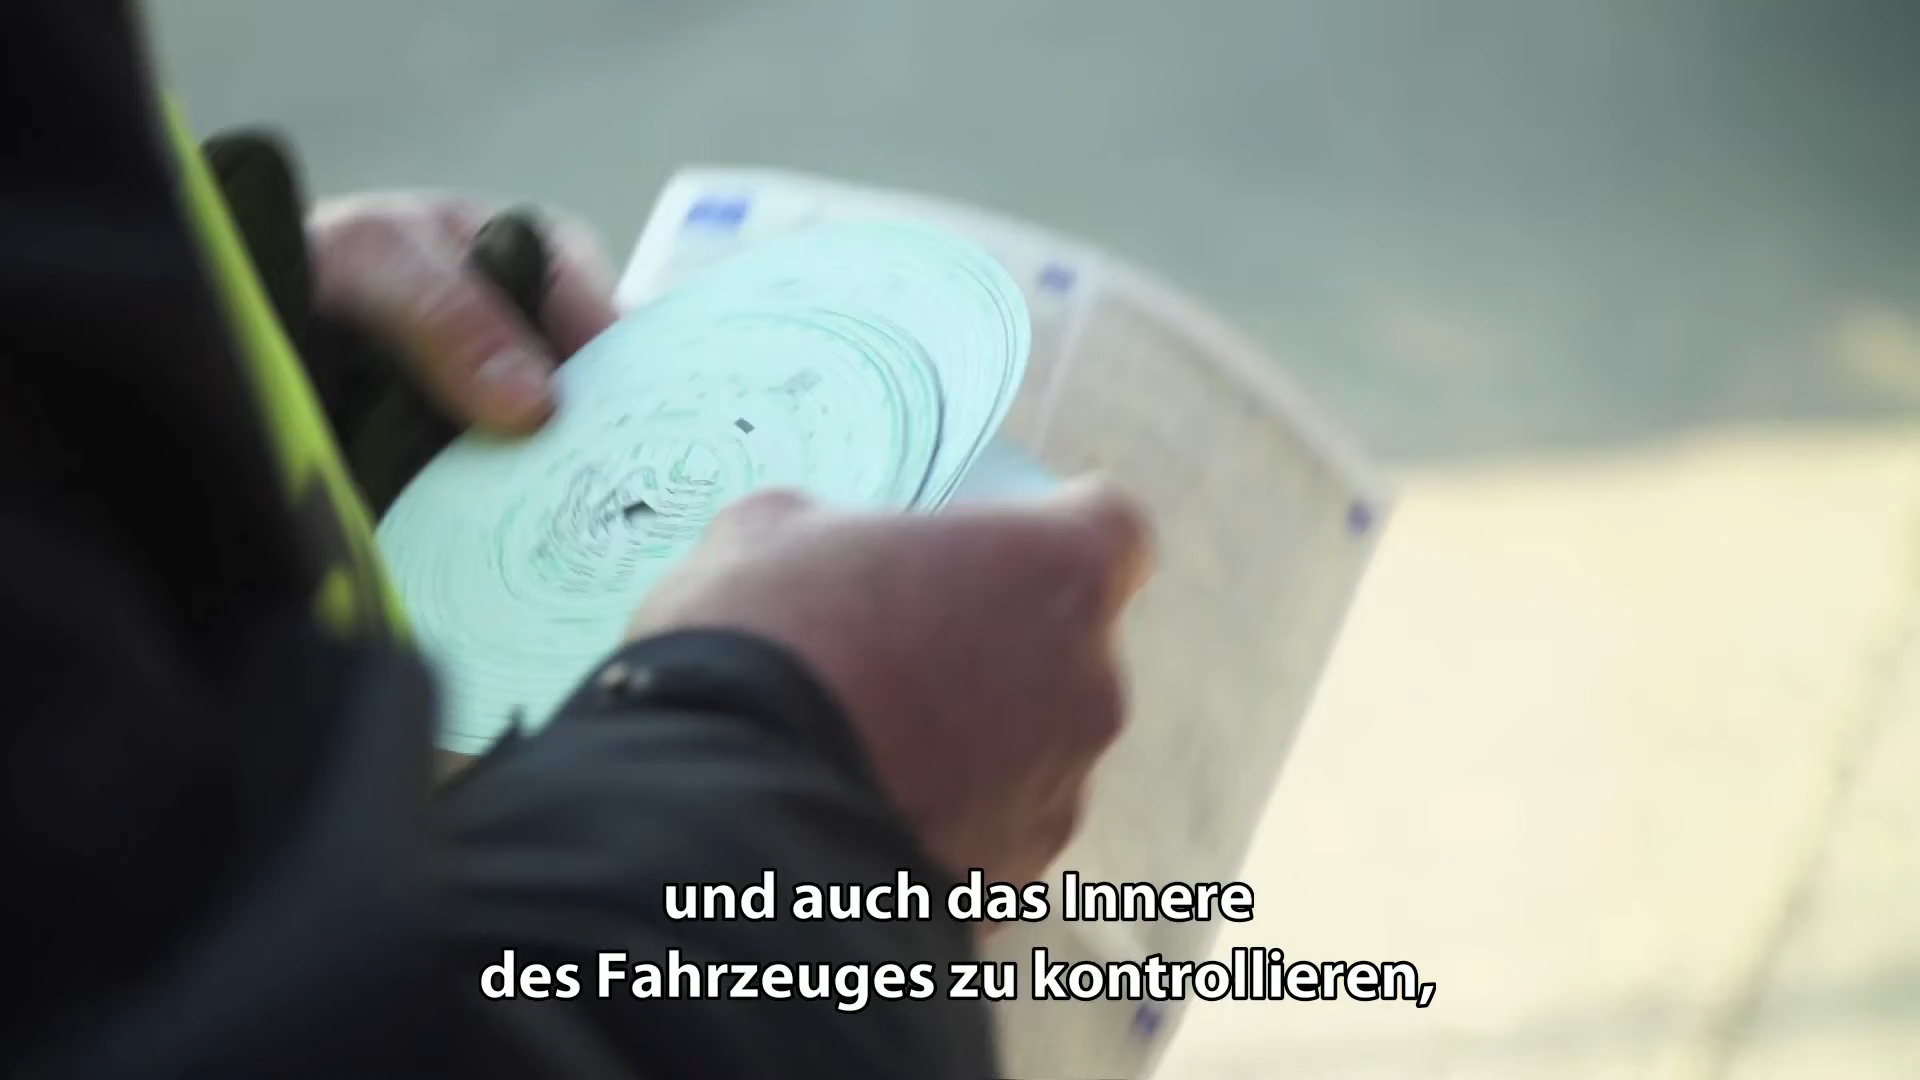 und auch das Innere
des Fahrzeuges zu kontrollieren,